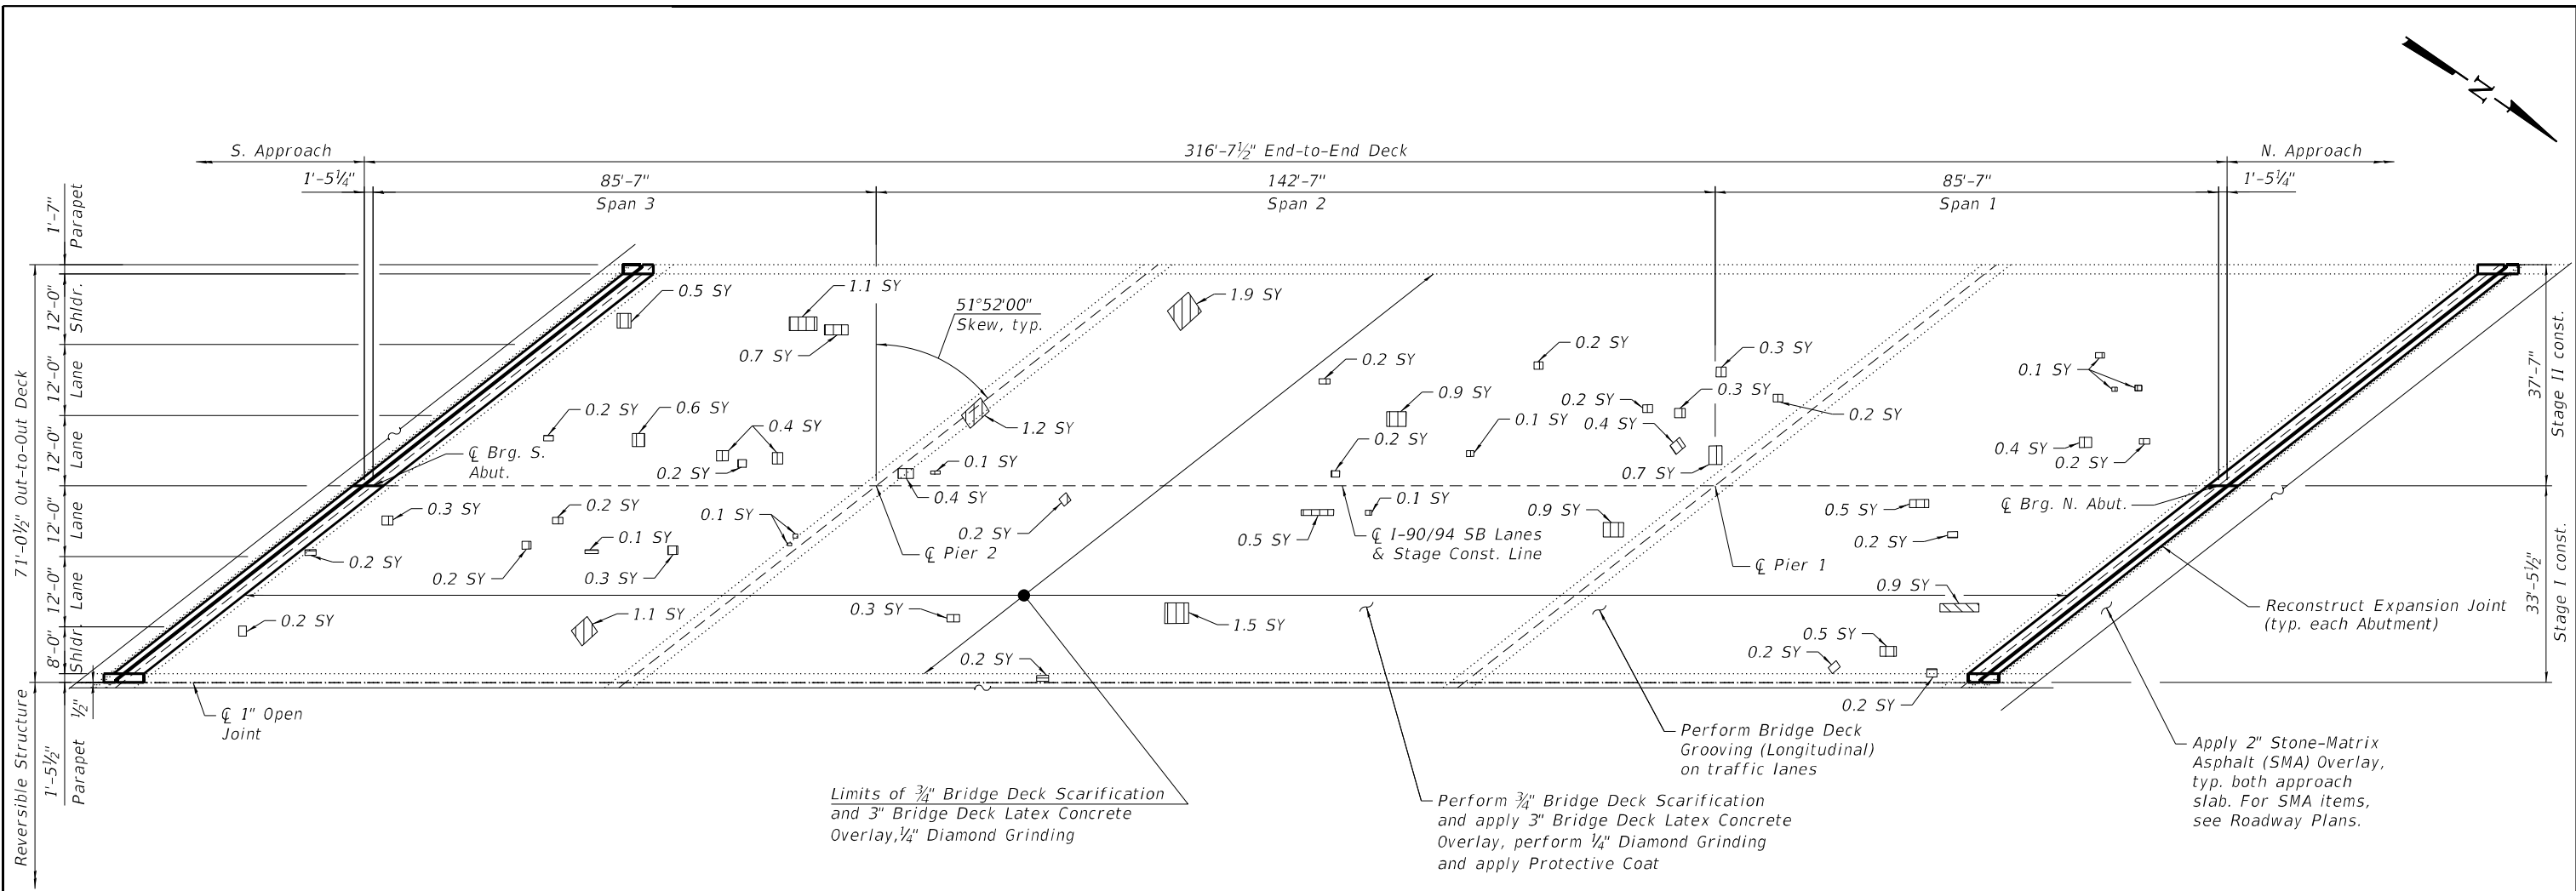 N
S. Approach
316'-7½" End-to-End Deck
N. Approach
1'-5¼"
85'-7"
142'-7"
85'-7"
1'-5¼"
Span 3
Span 2
Span 1
1'-7"
Parapet
12'-0"
Shldr.
12'-0"
Lane
12'-0"
Lane
12'-0"
Lane
12'-0"
Lane
8'-0"
Shldr.
½"
1'-5½"
Parapet
71'-0½" Out-to-Out Deck
Reversible Structure
37'-7"
Stage II const.
33'-5½"
Stage I const.
0.5 SY
1.1 SY
0.7 SY
51°52'00"
Skew, typ.
1.9 SY
0.2 SY
0.2 SY
0.3 SY
0.1 SY
0.9 SY
0.2 SY
0.3 SY
0.2 SY
0.2 SY
0.6 SY
0.4 SY
1.2 SY
0.1 SY
0.4 SY
0.7 SY
0.2 SY
0.4 SY
0.2 SY
℄ Brg. S.
Abut.
0.2 SY
0.1 SY
0.4 SY
0.3 SY
0.2 SY
0.1 SY
0.2 SY
0.1 SY
0.9 SY
0.5 SY
℄ Brg. N. Abut.
0.2 SY
0.1 SY
0.5 SY
℄ I-90/94 SB Lanes
& Stage Const. Line
0.2 SY
0.2 SY
0.3 SY
℄ Pier 2
℄ Pier 1
0.9 SY
0.2 SY
1.1 SY
0.3 SY
1.5 SY
0.5 SY
0.2 SY
0.2 SY
0.2 SY
Reconstruct Expansion Joint
(typ. each Abutment)
℄ 1" Open
Joint
Limits of ¾" Bridge Deck Scarification
and 3" Bridge Deck Latex Concrete
Overlay,¼" Diamond Grinding
Perform ¾" Bridge Deck Scarification
and apply 3" Bridge Deck Latex Concrete
Overlay, perform ¼" Diamond Grinding
and apply Protective Coat
Perform Bridge Deck
Grooving (Longitudinal)
on traffic lanes
Apply 2" Stone-Matrix
Asphalt (SMA) Overlay,
typ. both approach
slab. For SMA items,
see Roadway Plans.